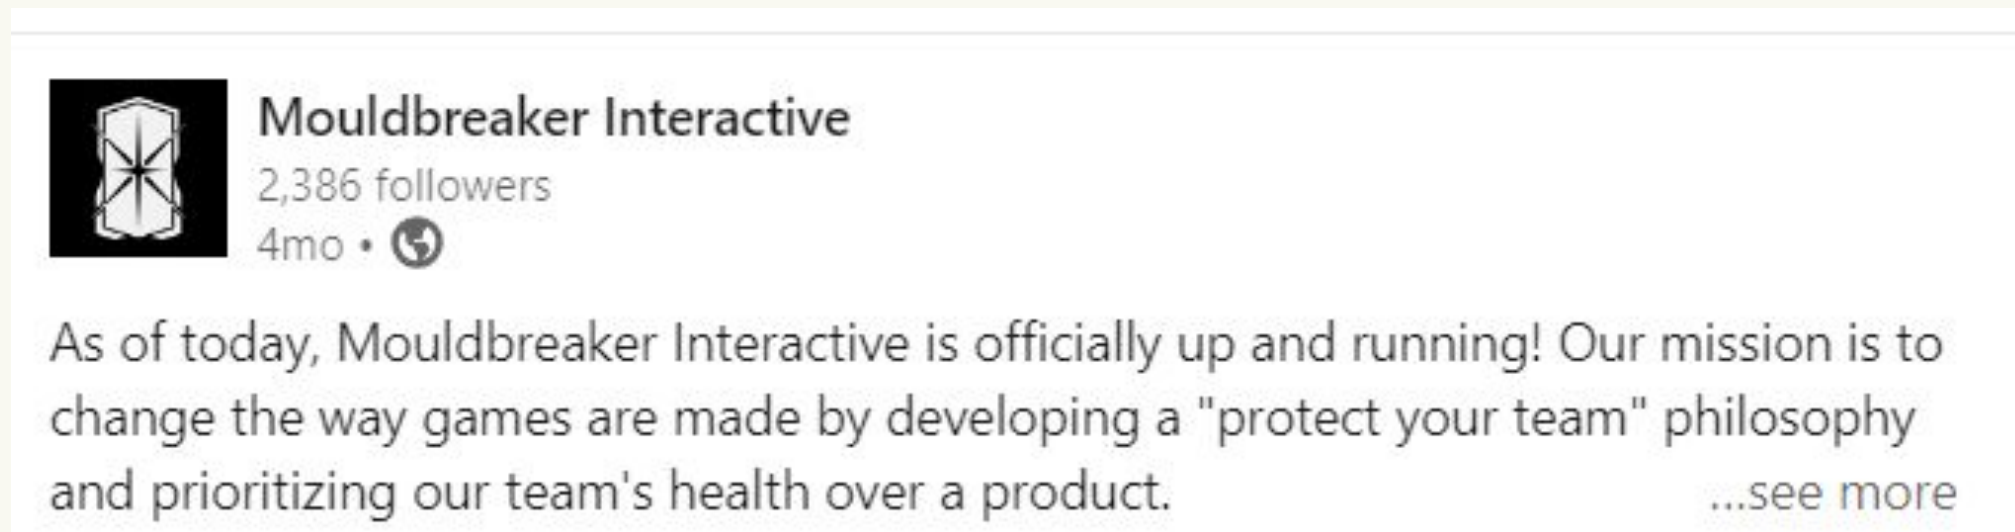 Mouldbreaker Interactive
2,386 followers
4mo •
As of today, Mouldbreaker Interactive is officially up and running! Our mission is to
change the way games are made by developing a "protect your team" philosophy
and prioritizing our team's health over a product. ...see more